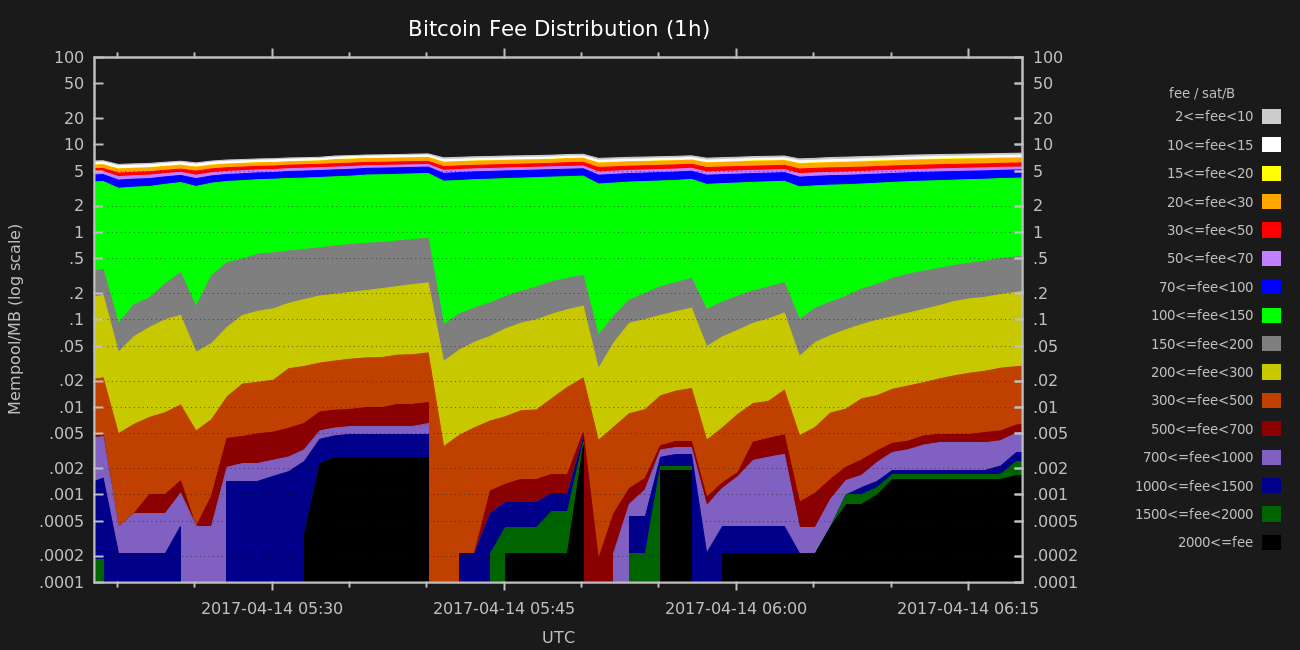 Bitcoin Fee Distribution (1h)
100
50
20
10
5
2
1
.5
.2
.1
.05
.02
.01
.005
.002
.001
.0005
.0002
.0001
Mempool/MB (log scale)
100
50
20
10
5
2
1
.5
.2
.1
.05
.02
.01
.005
.002
.001
.0005
.0002
.0001
2017-04-14 05:30
2017-04-14 05:45
2017-04-14 06:00
2017-04-14 06:15
UTC
fee / sat/B
2<=fee<10
10<=fee<15
15<=fee<20
20<=fee<30
30<=fee<50
50<=fee<70
70<=fee<100
100<=fee<150
150<=fee<200
200<=fee<300
300<=fee<500
500<=fee<700
700<=fee<1000
1000<=fee<1500
1500<=fee<2000
2000<=fee